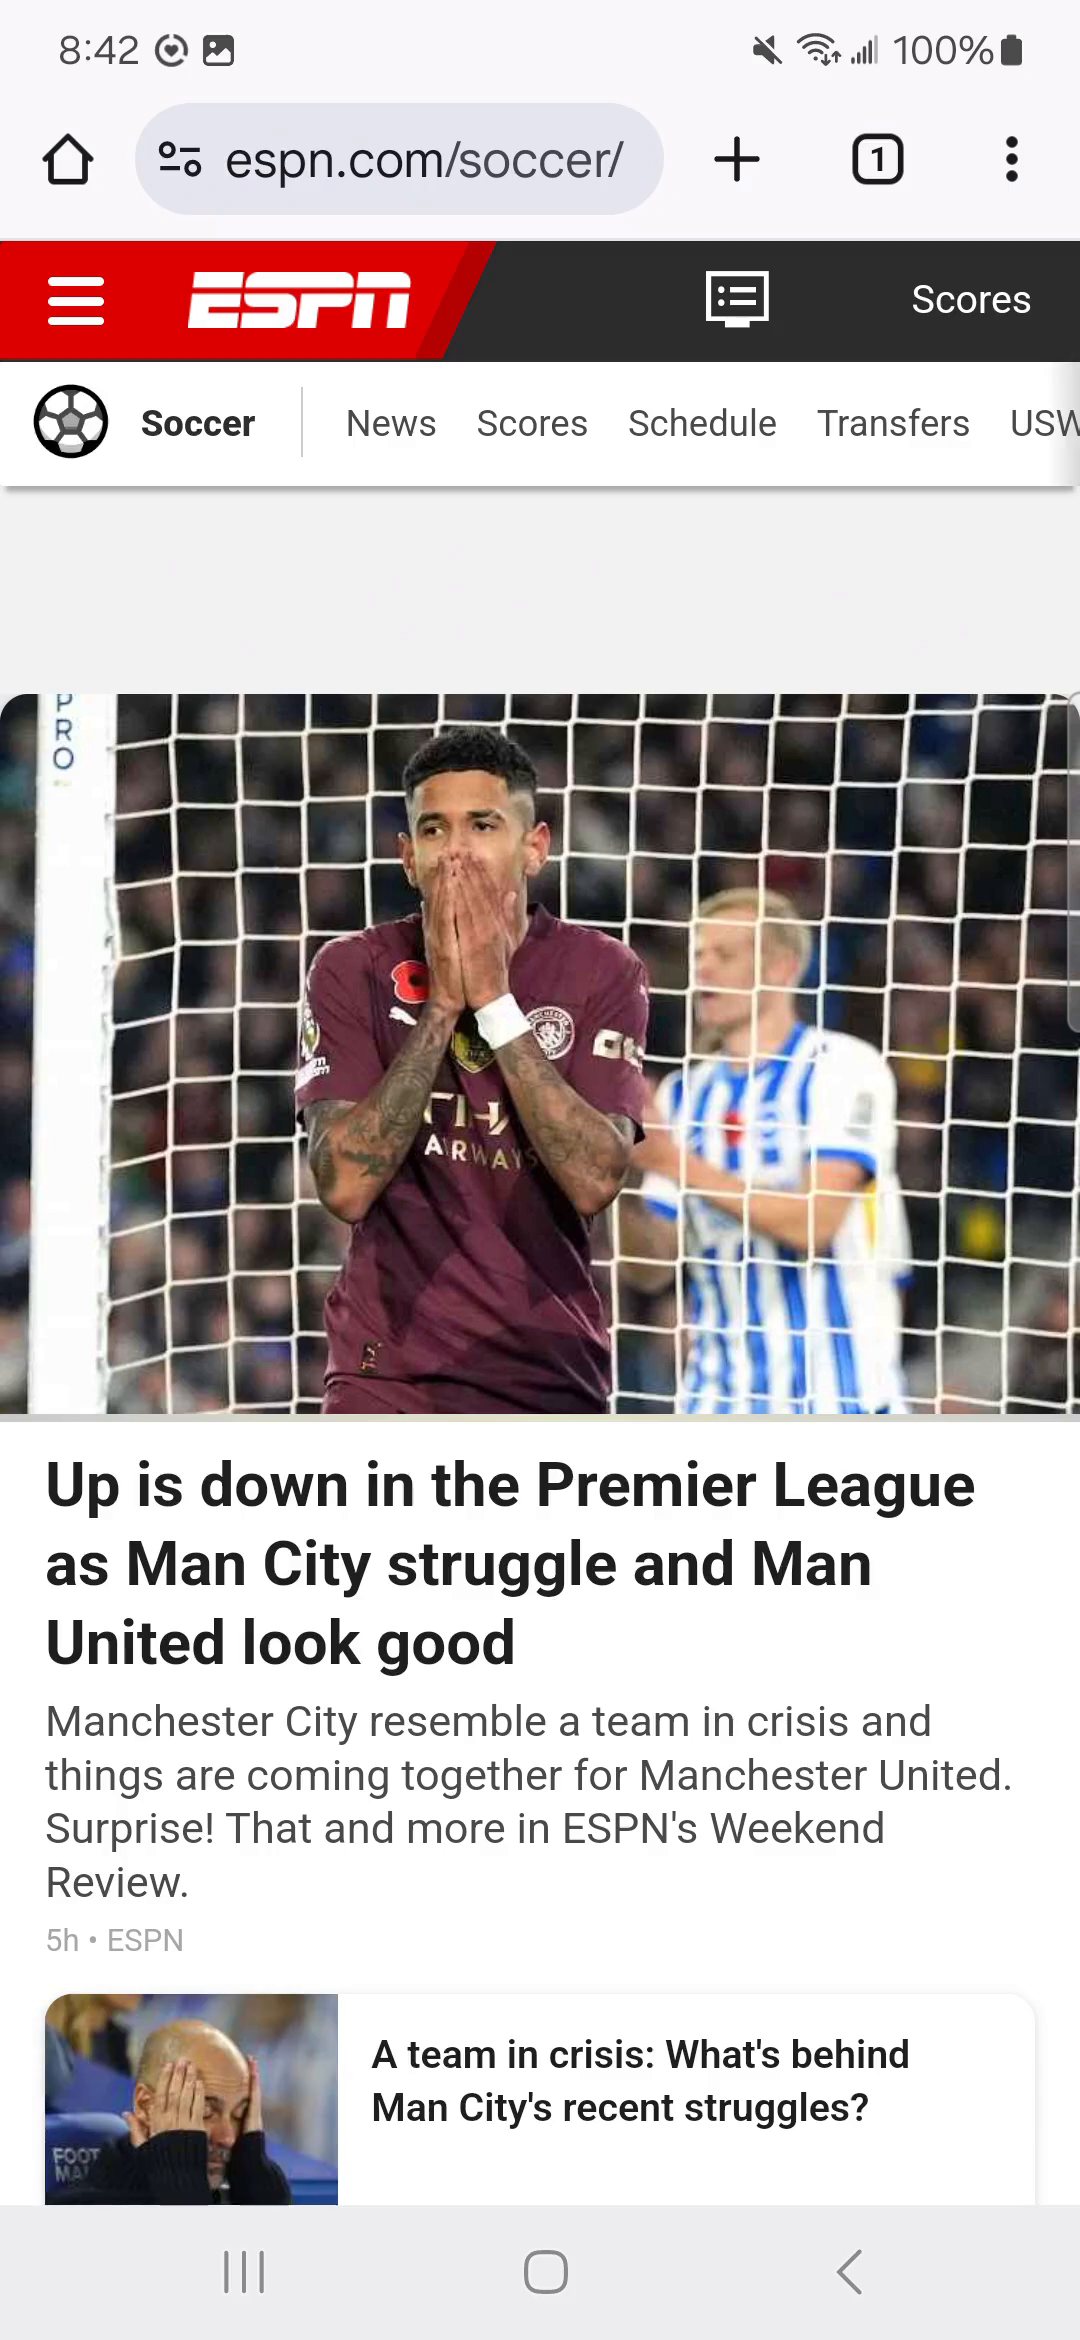 8:42
100%
espn.com/soccer/
1
ESPN
Scores
Soccer
News
Scores
Schedule
Transfers
USW
PRO
AIRWAYS
Up is down in the Premier League
as Man City struggle and Man
United look good
Manchester City resemble a team in crisis and
things are coming together for Manchester United.
Surprise! That and more in ESPN's Weekend
Review.
5h • ESPN
A team in crisis: What's behind
Man City's recent struggles?
FOOT
MA